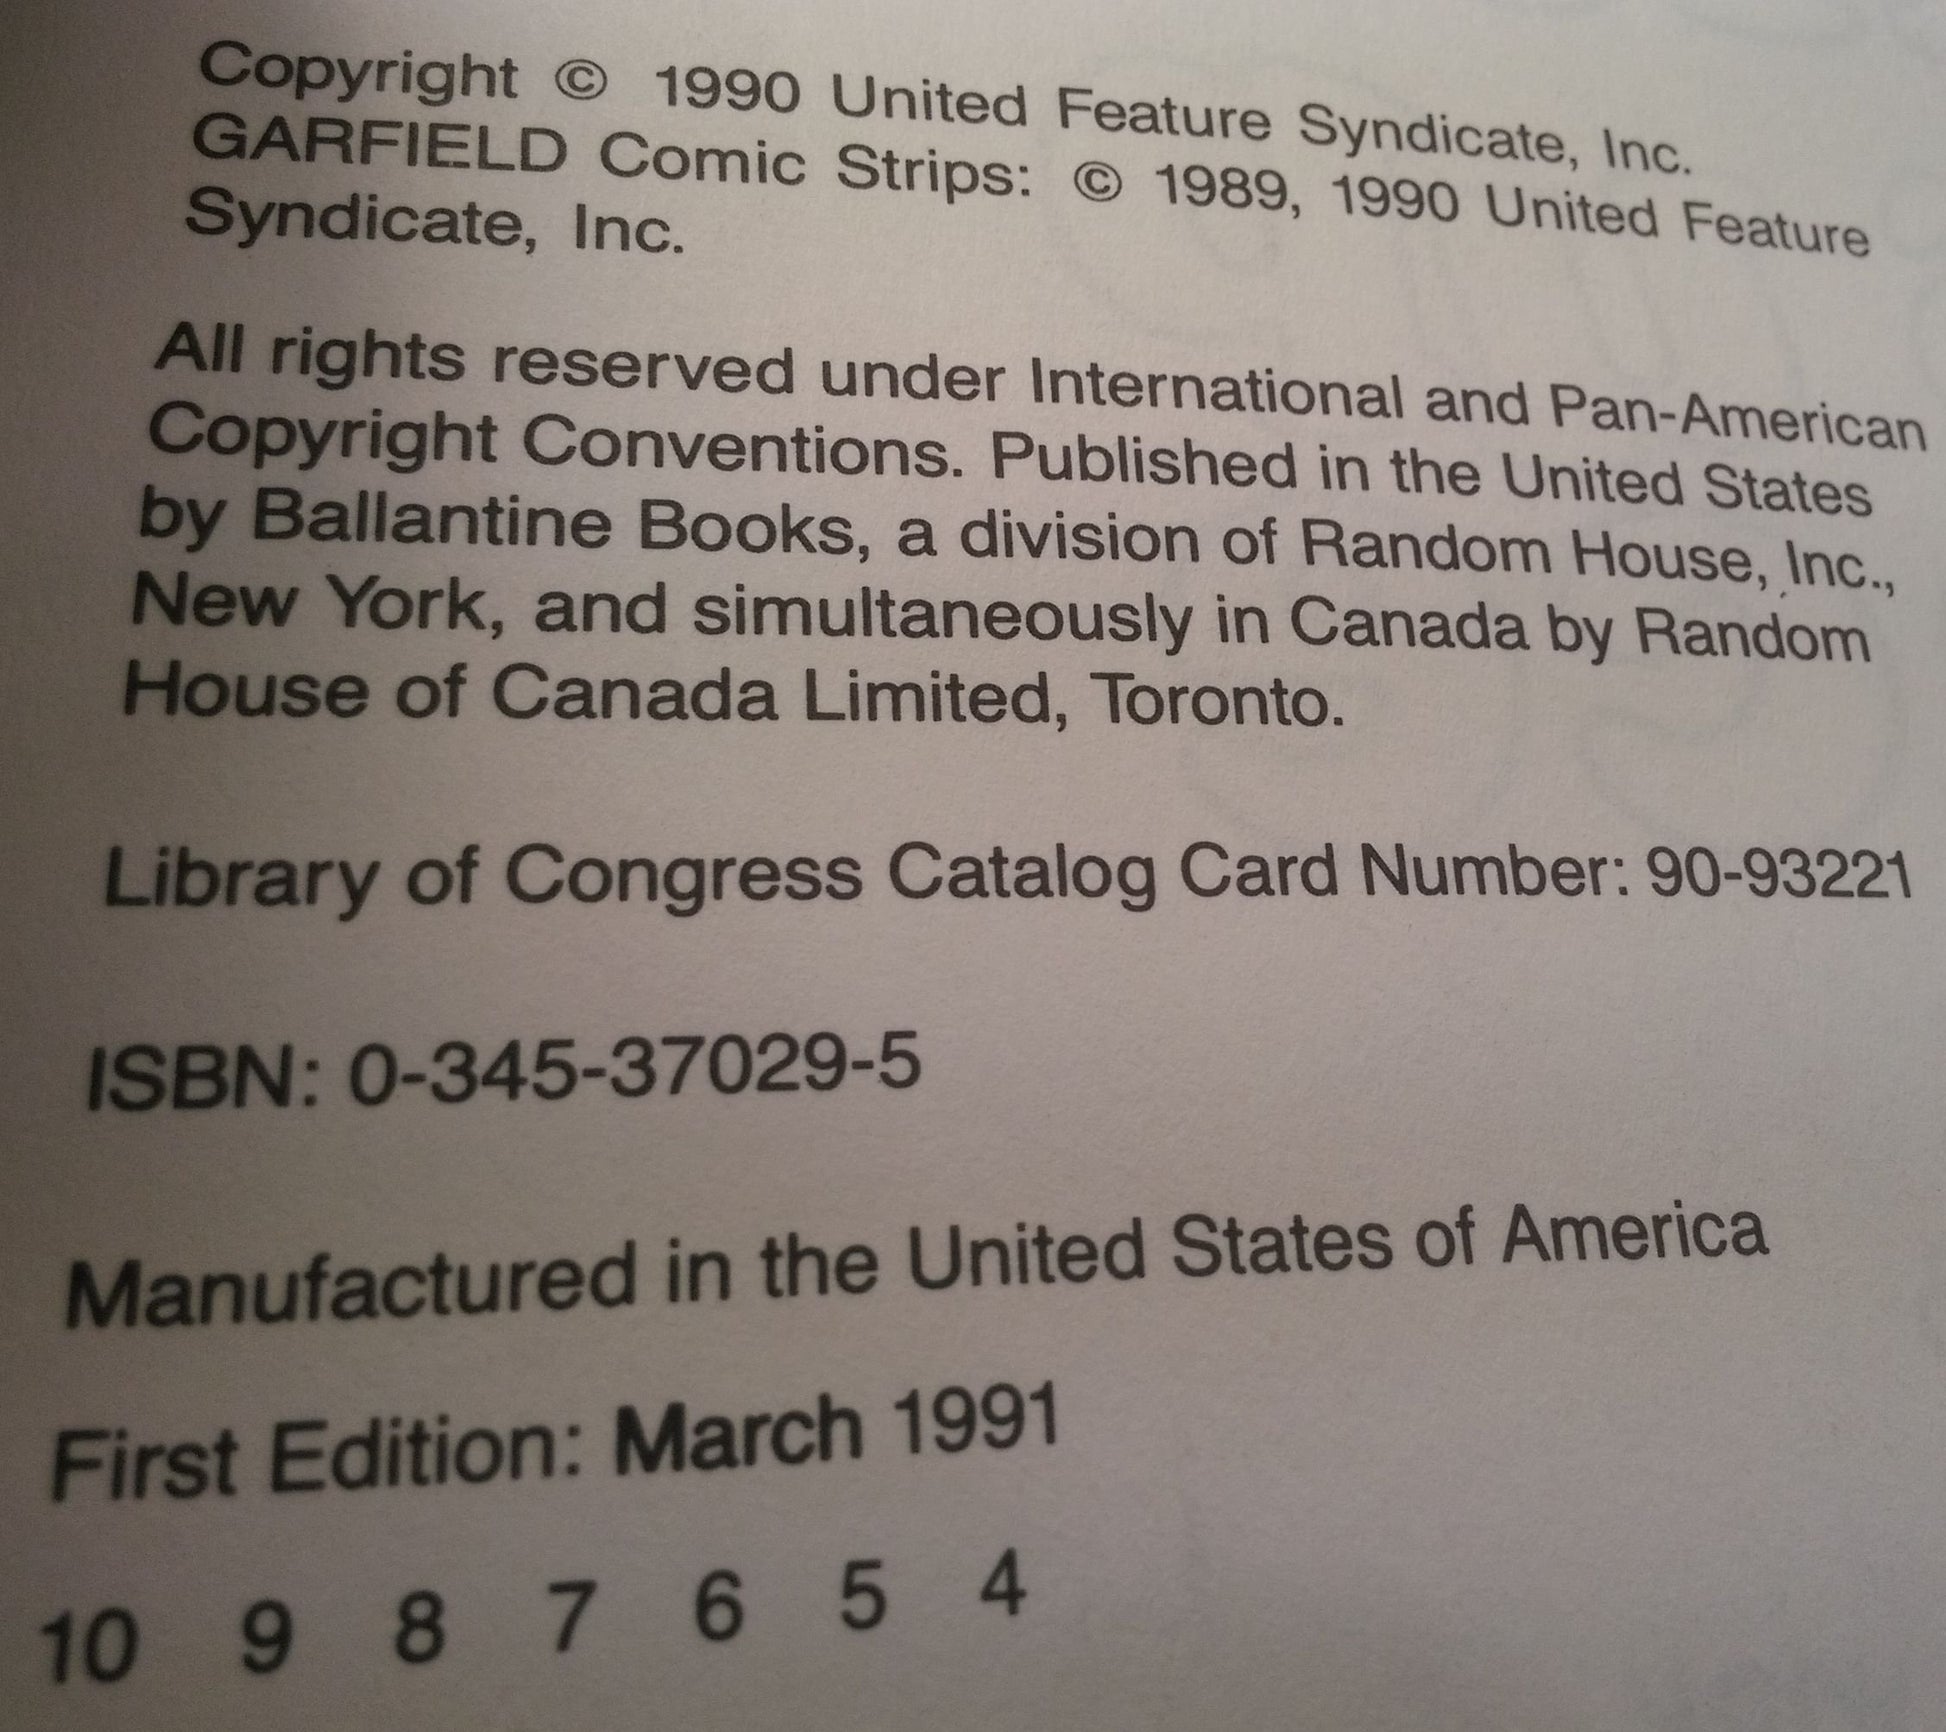 Copyright © 1990 United Feature Syndicate, Inc.
GARFIELD Comic Strips: © 1989, 1990 United Feature
Syndicate, Inc.
All rights reserved under International and Pan-American
Copyright Conventions. Published in the United States
by Ballantine Books, a division of Random House, Inc.,
New York, and simultaneously in Canada by Random
House of Canada Limited, Toronto.
Library of Congress Catalog Card Number: 90-93221
ISBN: 0-345-37029-5
Manufactured in the United States of America
First Edition: March 1991
10 9 8 7 6 5 4